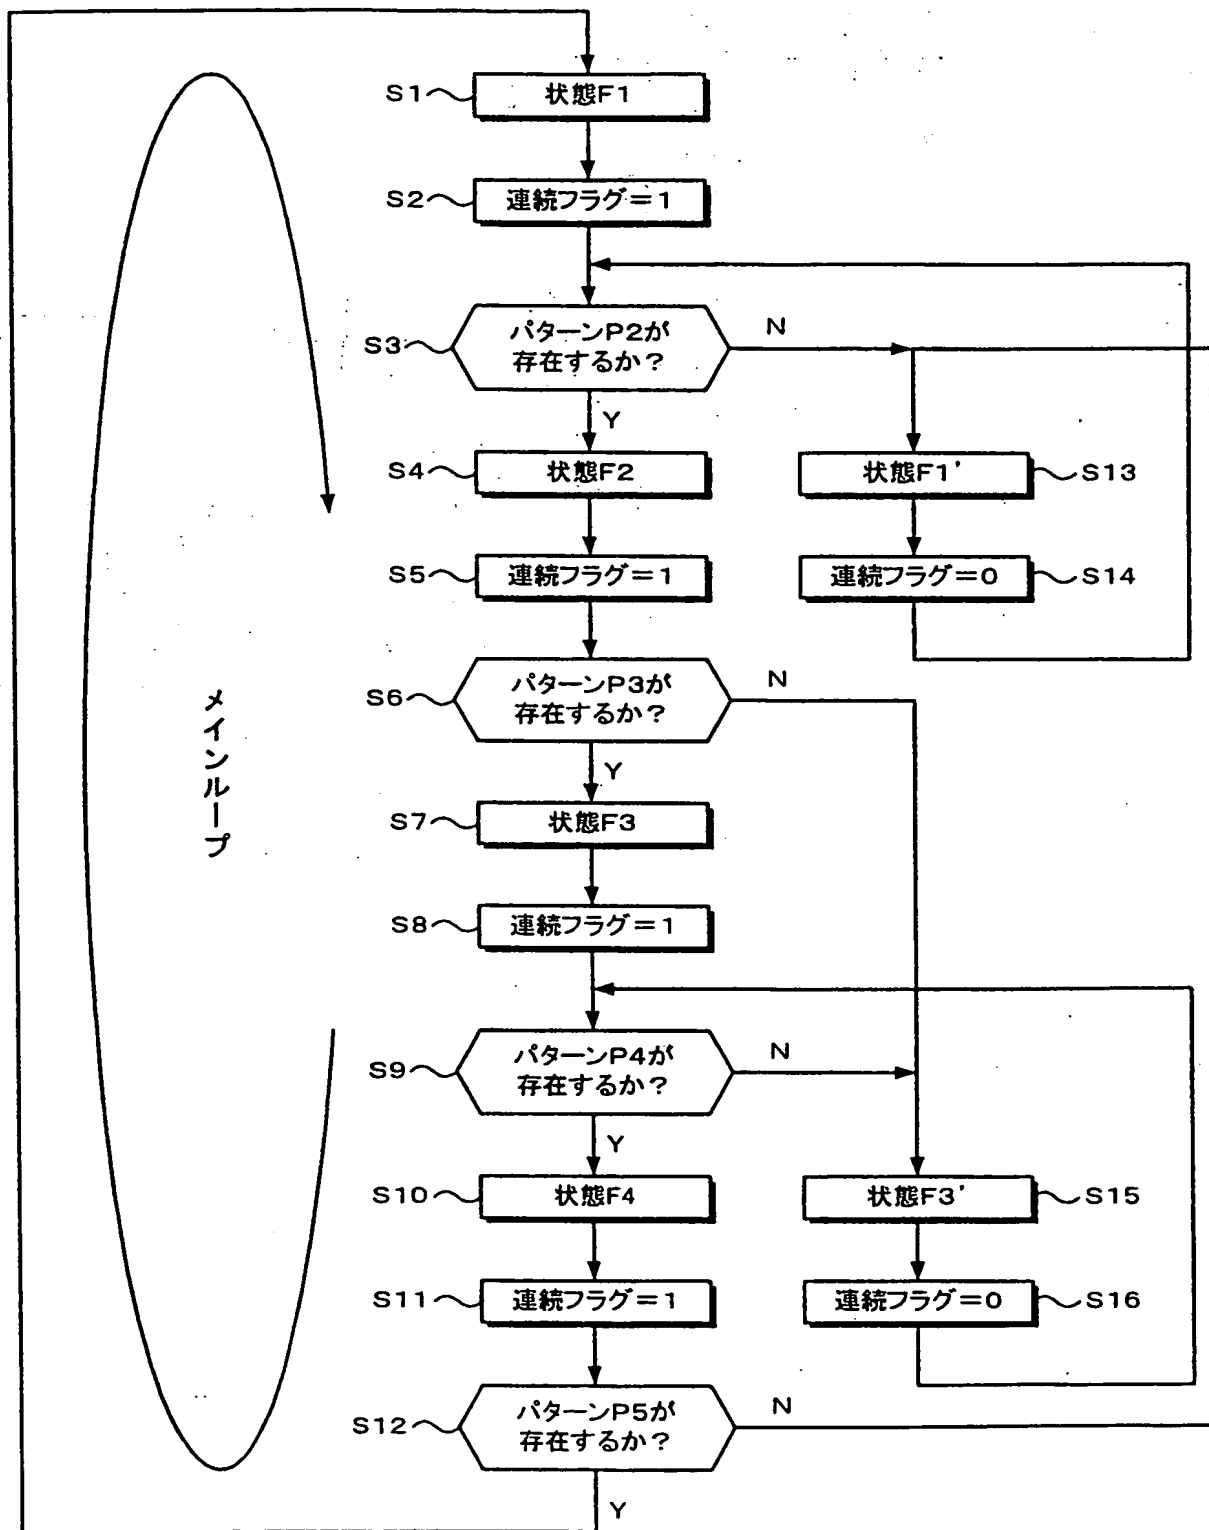 S1
状態F1
S2
連続フラグ=1
S3
パターンP2が
存在するか?
N
Y
S4
状態F2
状態F1'
S13
S5
連続フラグ=1
連続フラグ=0
S14
S6
パターンP3が
存在するか?
N
Y
メインループ
S7
状態F3
S8
連続フラグ=1
S9
パターンP4が
存在するか?
N
Y
S10
状態F4
状態F3'
S15
S11
連続フラグ=1
連続フラグ=0
S16
S12
パターンP5が
存在するか?
N
Y